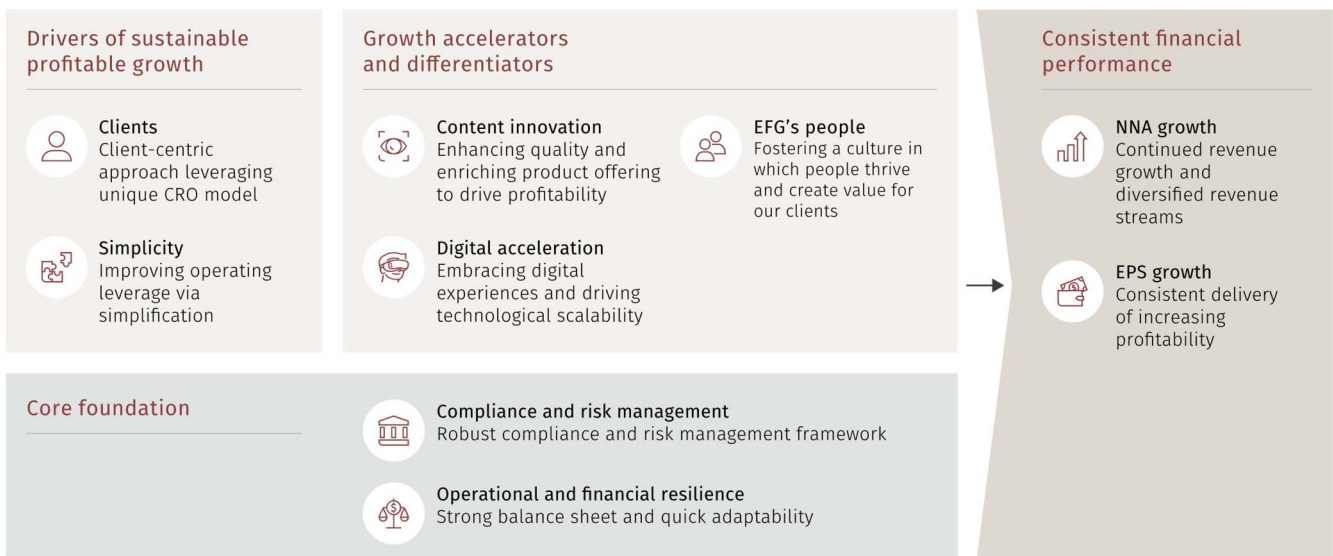 Drivers of sustainable
profitable growth
Clients
Client-centric
approach leveraging
unique CRO model
Simplicity
Improving operating
leverage via
simplification
Growth accelerators
and differentiators
Content innovation
Enhancing quality and
enriching product offering
to drive profitability
Digital acceleration
Embracing digital
experiences and driving
technological scalability
EFG’s people
Fostering a culture in
which people thrive
and create value for
our clients
Core foundation
Compliance and risk management
Robust compliance and risk management framework
Operational and financial resilience
Strong balance sheet and quick adaptability
Consistent financial
performance
NNA growth
Continued revenue
growth and
diversified revenue
streams
EPS growth
Consistent delivery
of increasing
profitability